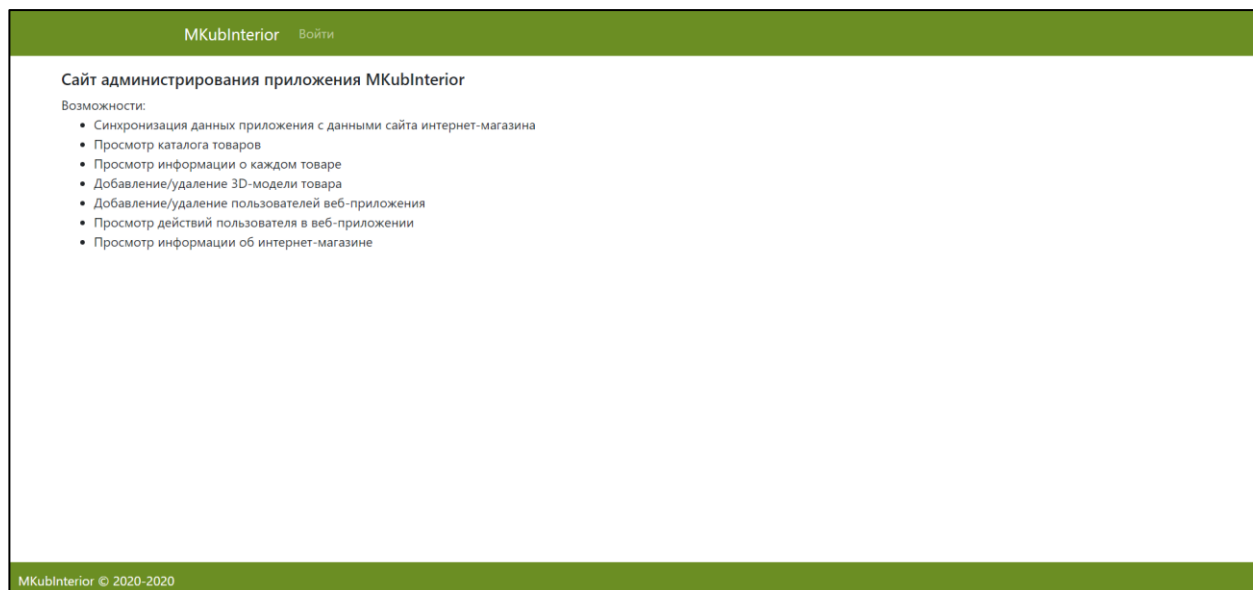 MKubInterior Войти
Сайт администрирования приложения MKubInterior
Возможности:
• Синхронизация данных приложения с данными сайта интернет-магазина
• Просмотр каталога товаров
• Просмотр информации о каждом товаре
• Добавление/удаление 3D-модели товара
• Добавление/удаление пользователей веб-приложения
• Просмотр действий пользователя в веб-приложении
• Просмотр информации об интернет-магазине
MKubInterior © 2020-2020